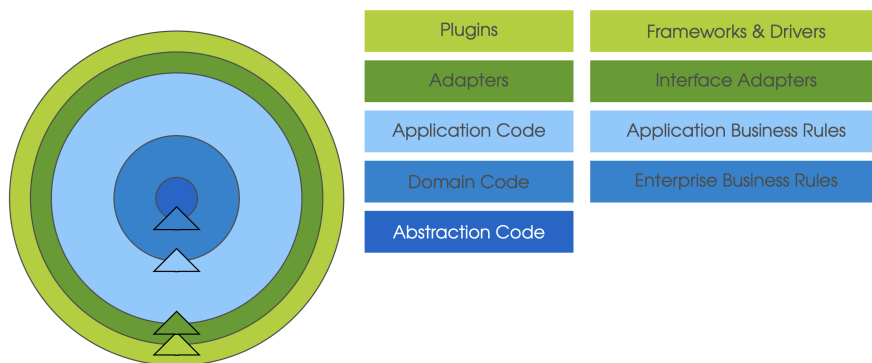 Plugins
Frameworks & Drivers
Adapters
Interface Adapters
Application Code
Application Business Rules
Domain Code
Enterprise Business Rules
Abstraction Code